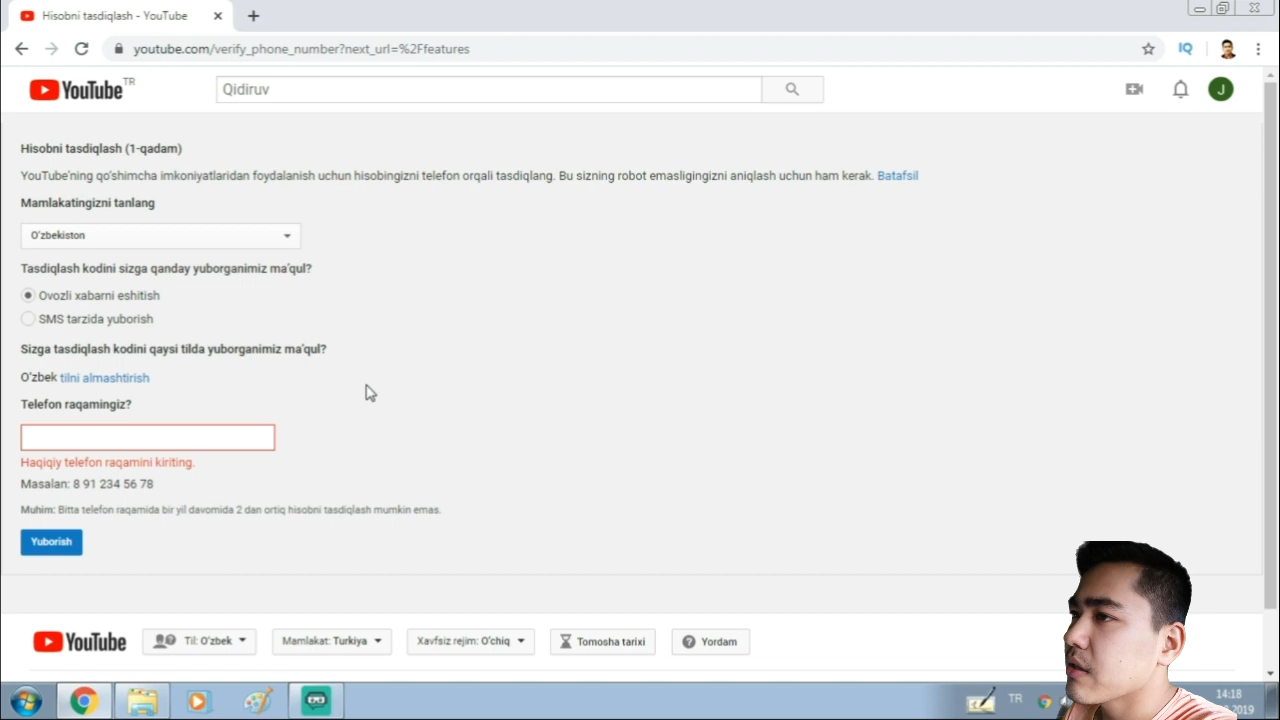 Hisobni tasdiqlash - YouTube
youtube.com/verify_phone_number?next_url=%2Ffeatures
YouTube TR
Qidiruv
J
Hisobni tasdiqlash (1-qadam)
YouTube'ning qo'shimcha imkoniyatlaridan foydalanish uchun hisobingizni telefon orqali tasdiqlang. Bu sizning robot emasligingizni aniqlash uchun ham kerak. Batafsil
Mamlakatingizni tanlang
O'zbekiston
Tasdiqlash kodini sizga qanday yuborganimiz ma'qul?
Ovozli xabarni eshitish
SMS tarzida yuborish
Sizga tasdiqlash kodini qaysi tilda yuborganimiz ma'qul?
O'zbek tilni almashtirish
Telefon raqamingiz?
Haqiqiy telefon raqamini kiriting.
Masalan: 8 91 234 56 78
Muhim: Bitta telefon raqamida bir yil davomida 2 dan ortiq hisobni tasdiqlash mumkin emas.
Yuborish
YouTube Til: O'zbek Mamlakat: Turkiya Xavfsiz rejim: O'chiq Tomosha tarixi Yordam
TR 14:18
2019